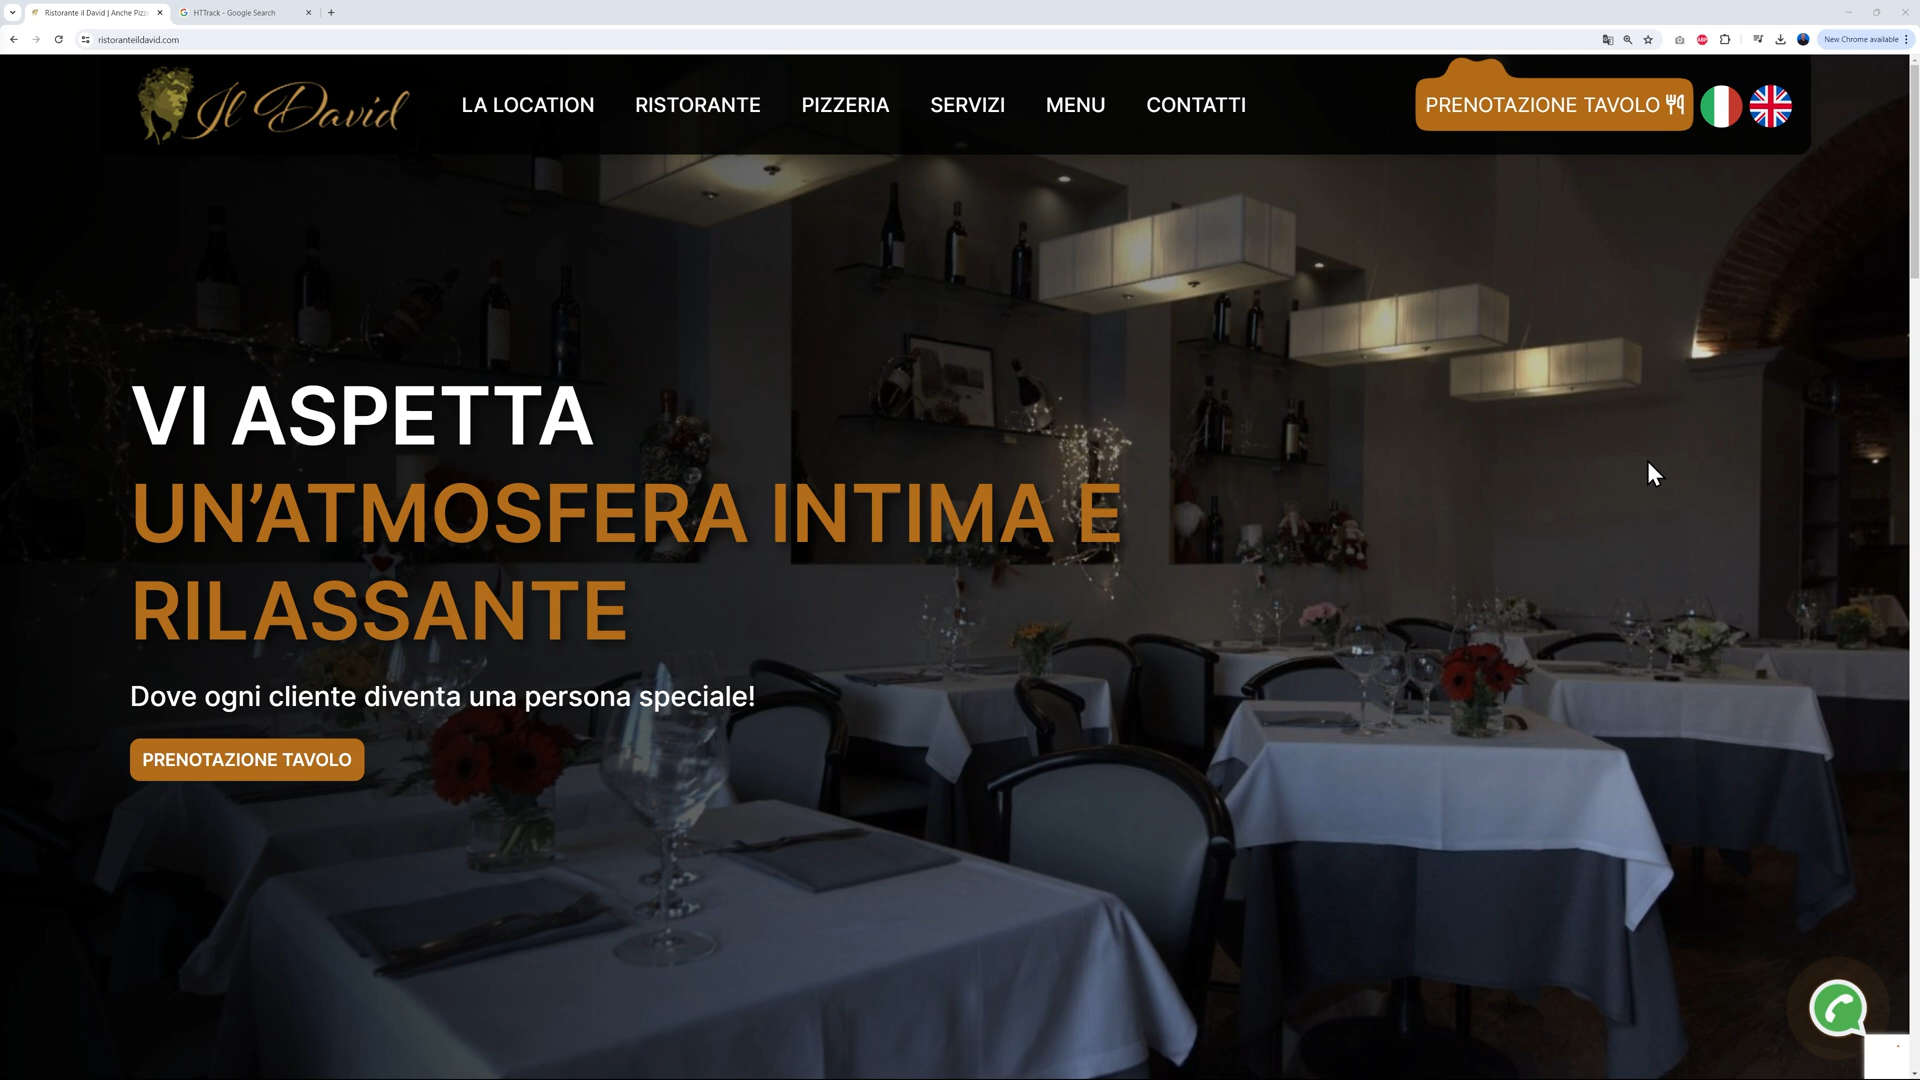 Ristorante il David | Anche Pizz
HTTrack - Google Search
ristoranteildavid.com
ABP
New Chrome available
Il David
LA LOCATION
RISTORANTE
PIZZERIA
SERVIZI
MENU
CONTATTI
PRENOTAZIONE TAVOLO
VI ASPETTA
UN’ATMOSFERA INTIMA E
RILASSANTE
Dove ogni cliente diventa una persona speciale!
PRENOTAZIONE TAVOLO